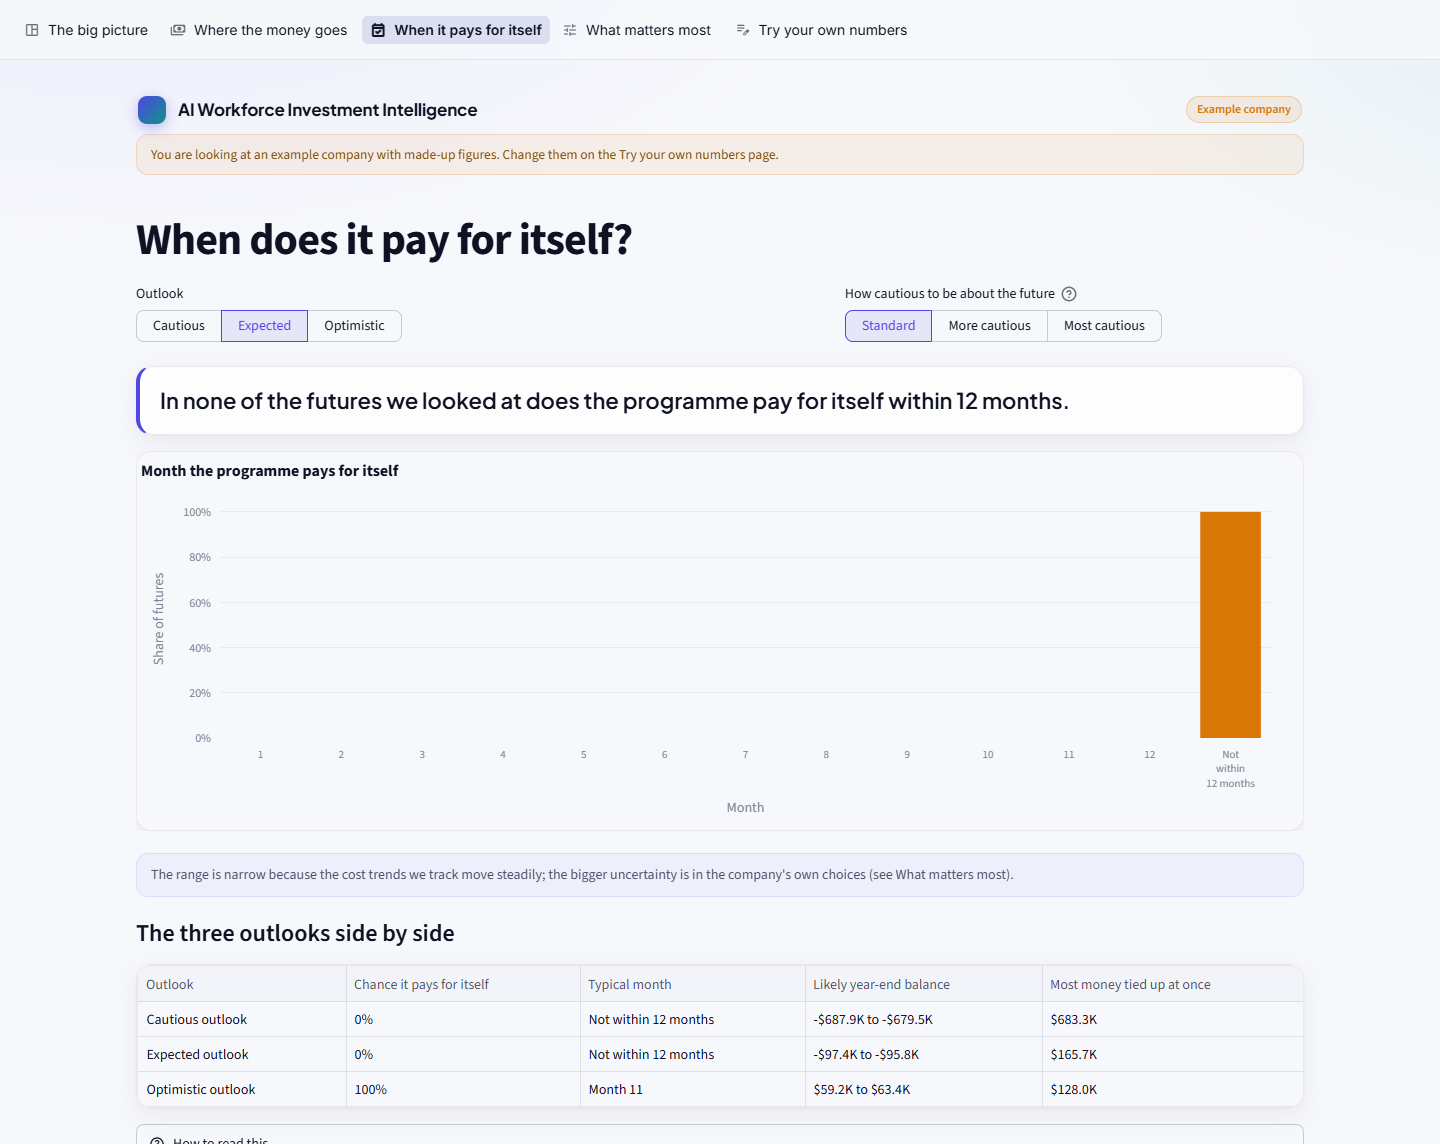 The big picture
Where the money goes
When it pays for itself
What matters most
Try your own numbers
AI Workforce Investment Intelligence
Example company
You are looking at an example company with made-up figures. Change them on the Try your own numbers page.
When does it pay for itself?
Outlook
How cautious to be about the future
Cautious
Expected
Optimistic
Standard
More cautious
Most cautious
In none of the futures we looked at does the programme pay for itself within 12 months.
Month the programme pays for itself
100%
80%
60%
40%
20%
0%
Share of futures
1
2
3
4
5
6
7
8
9
10
11
12
Not
within
12 months
Month
The range is narrow because the cost trends we track move steadily; the bigger uncertainty is in the company's own choices (see What matters most).
The three outlooks side by side
Outlook
Chance it pays for itself
Typical month
Likely year-end balance
Most money tied up at once
Cautious outlook
0%
Not within 12 months
-$687.9K to -$679.5K
$683.3K
Expected outlook
0%
Not within 12 months
-$97.4K to -$95.8K
$165.7K
Optimistic outlook
100%
Month 11
$59.2K to $63.4K
$128.0K
How to read this